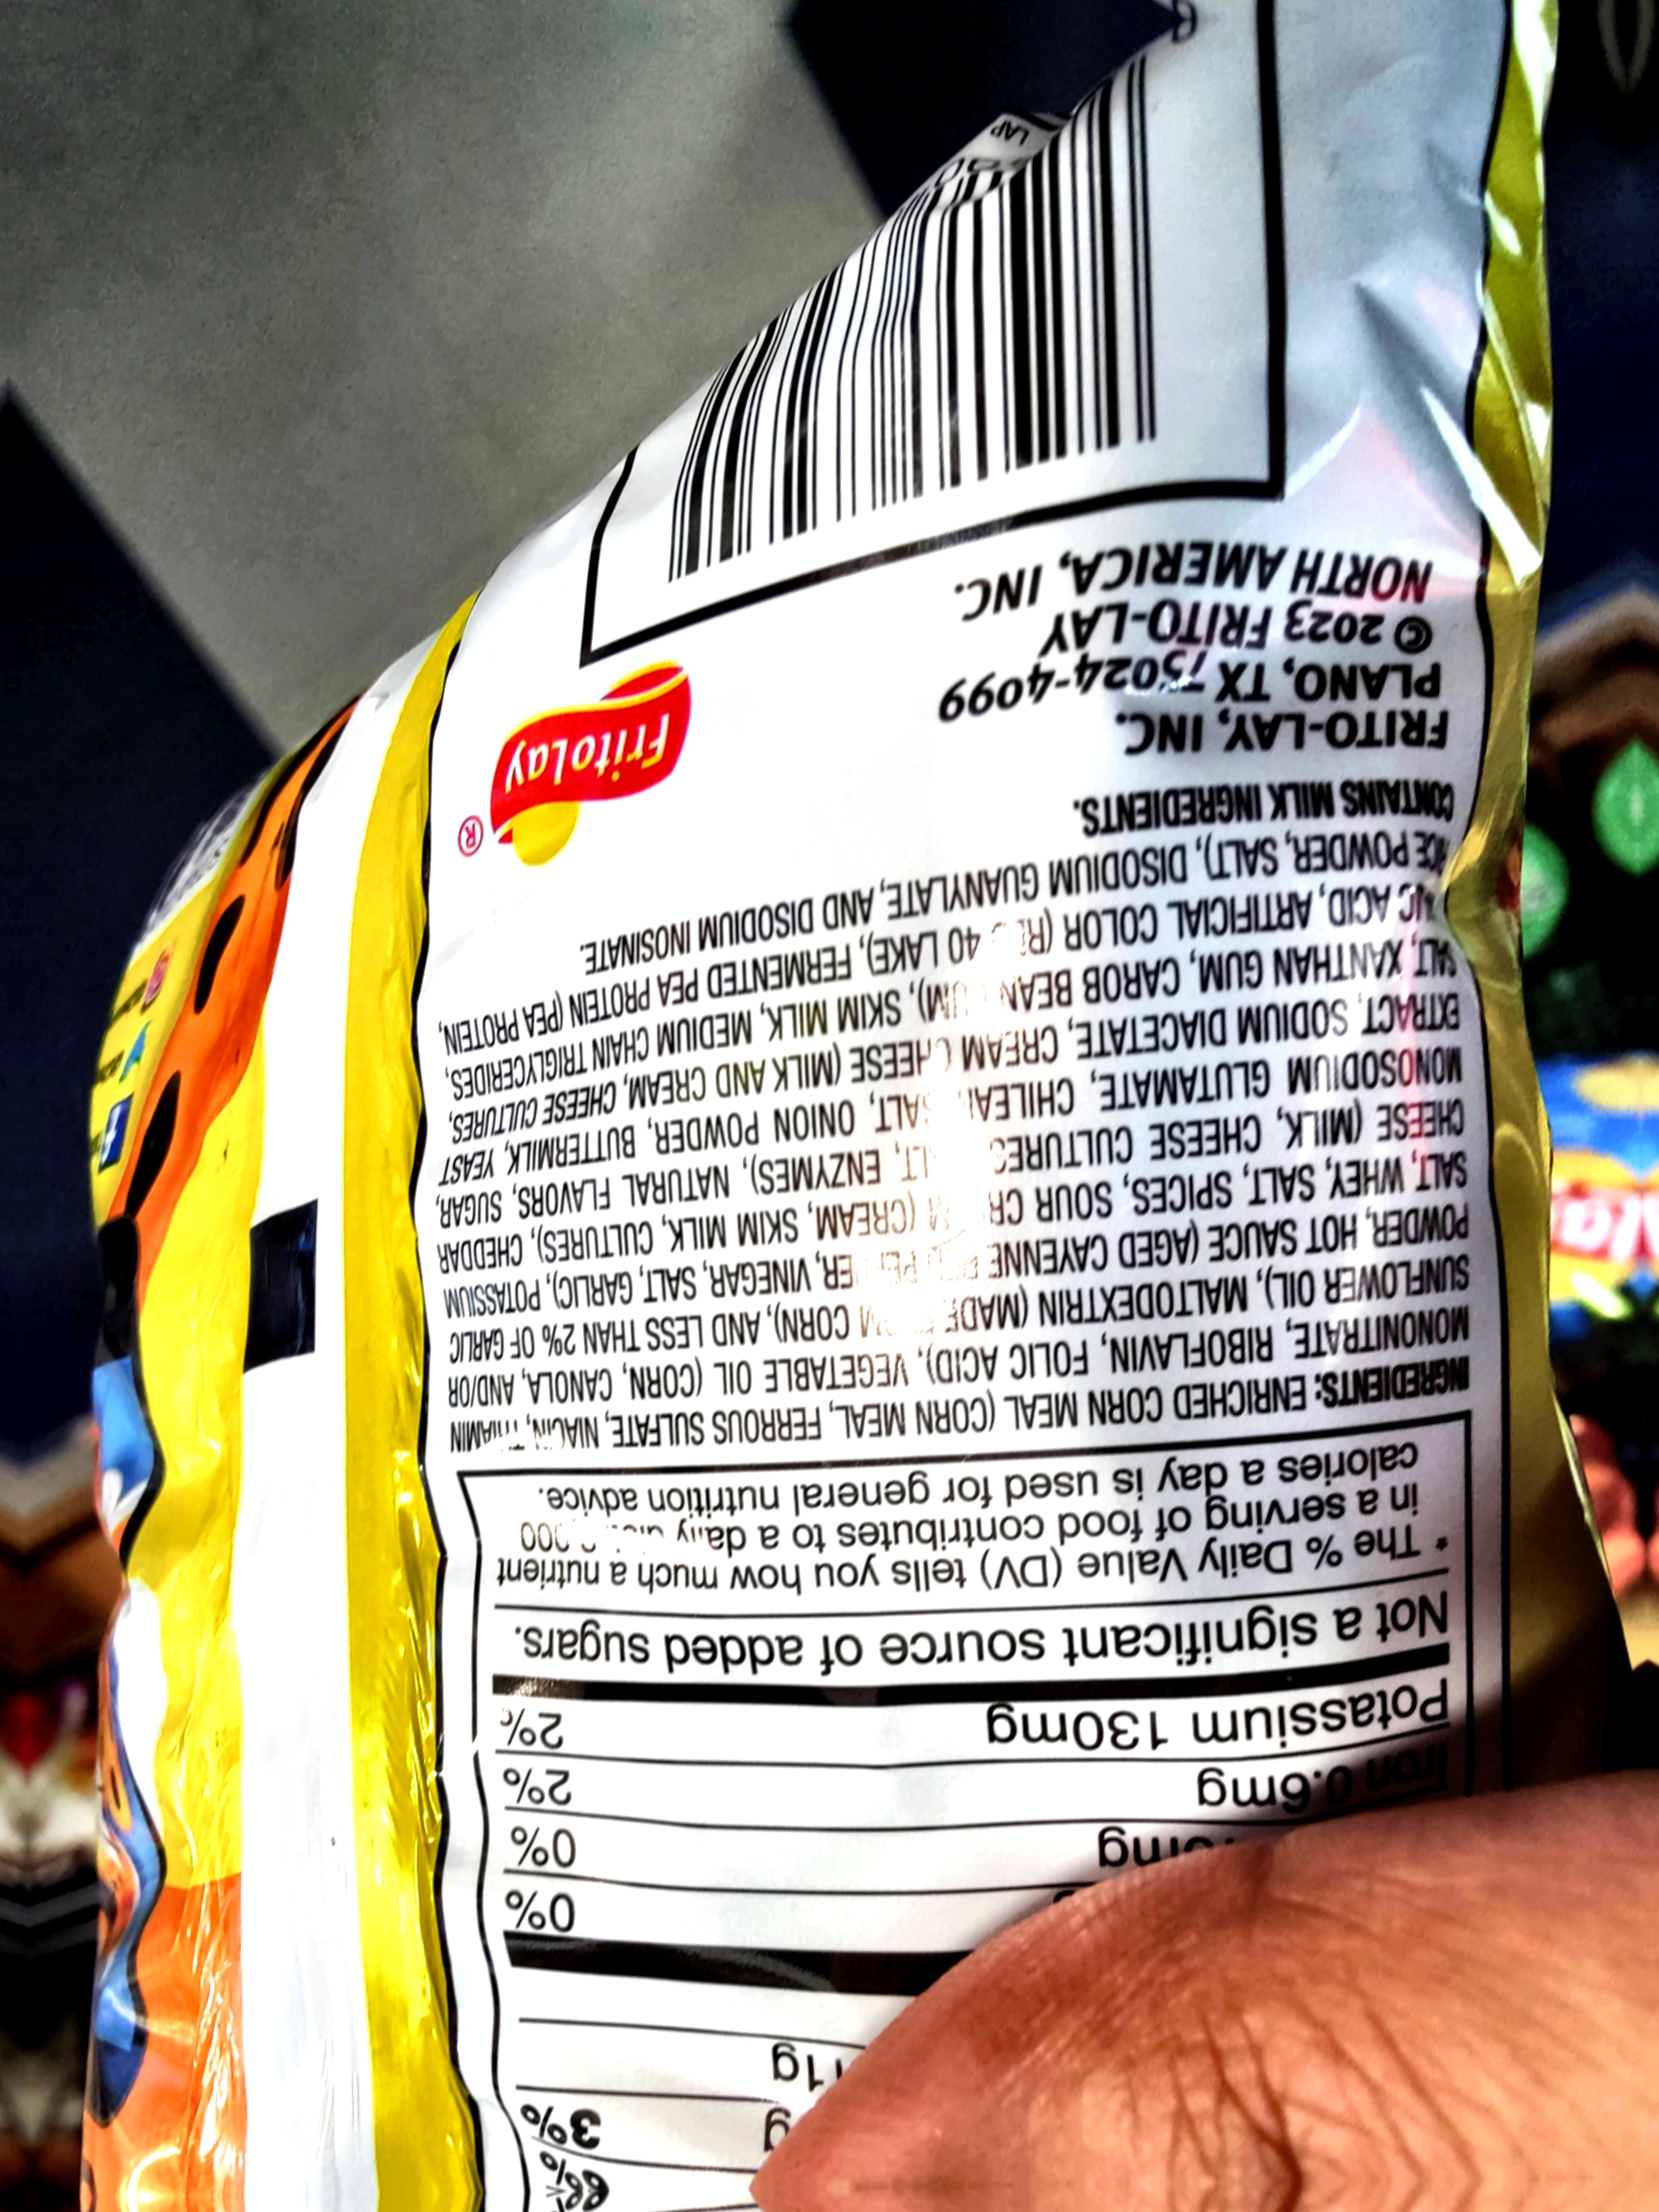 3%
1g
0%
0%
Iron 0.6mg 2%
Potassium 130mg 2%
Not a significant source of added sugars.
* The % Daily Value (DV) tells you how much a nutrient
in a serving of food contributes to a daily
calories a day is used for general nutrition advice.
INGREDIENTS: ENRICHED CORN MEAL (CORN MEAL, FERROUS SULFATE, NIACIN, THIAMIN
MONONITRATE, RIBOFLAVIN, FOLIC ACID), VEGETABLE OIL (CORN, CANOLA, AND/OR
SUNFLOWER OIL), MALTODEXTRIN (MADE FROM CORN), AND LESS THAN 2% OF GARLIC
POWDER, HOT SAUCE (AGED CAYENNE RED PEPPER, VINEGAR, SALT, GARLIC), POTASSIUM
SALT, WHEY, SALT, SPICES, SOUR CREAM (CREAM, SKIM MILK, CULTURES), CHEDDAR
CHEESE (MILK, CHEESE CULTURES, SALT, ENZYMES), NATURAL FLAVORS, SUGAR,
MONOSODIUM GLUTAMATE, CHILEAN SALT, ONION POWDER, BUTTERMILK, YEAST
EXTRACT, SODIUM DIACETATE, CREAM CHEESE (MILK AND CREAM, CHEESE CULTURES,
SALT, XANTHAN GUM, CAROB BEAN GUM), SKIM MILK, MEDIUM CHAIN TRIGLYCERIDES,
ACID, ARTIFICIAL COLOR (RED 40 LAKE), FERMENTED PEA PROTEIN (PEA PROTEIN,
POWDER, SALT), DISODIUM GUANYLATE, AND DISODIUM INOSINATE.
CONTAINS MILK INGREDIENTS.
FRITO-LAY, INC.
PLANO, TX 75024-4099
© 2023 FRITO-LAY
NORTH AMERICA, INC.
FritoLay®
LAP